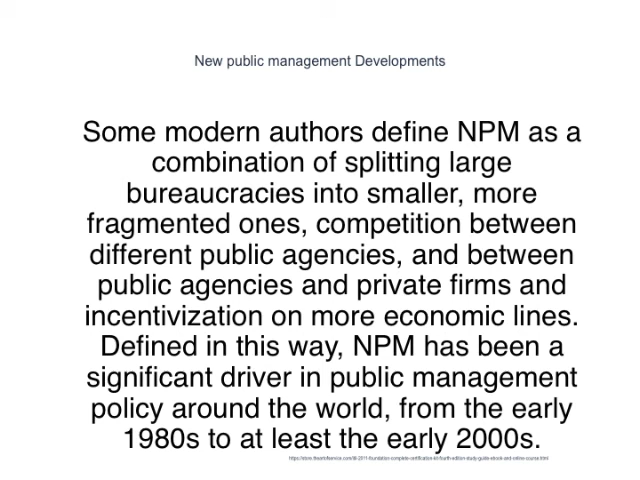 New public management Developments
Some modern authors define NPM as a
combination of splitting large
bureaucracies into smaller, more
fragmented ones, competition between
different public agencies, and between
public agencies and private firms and
incentivization on more economic lines.
Defined in this way, NPM has been a
significant driver in public management
policy around the world, from the early
1980s to at least the early 2000s.